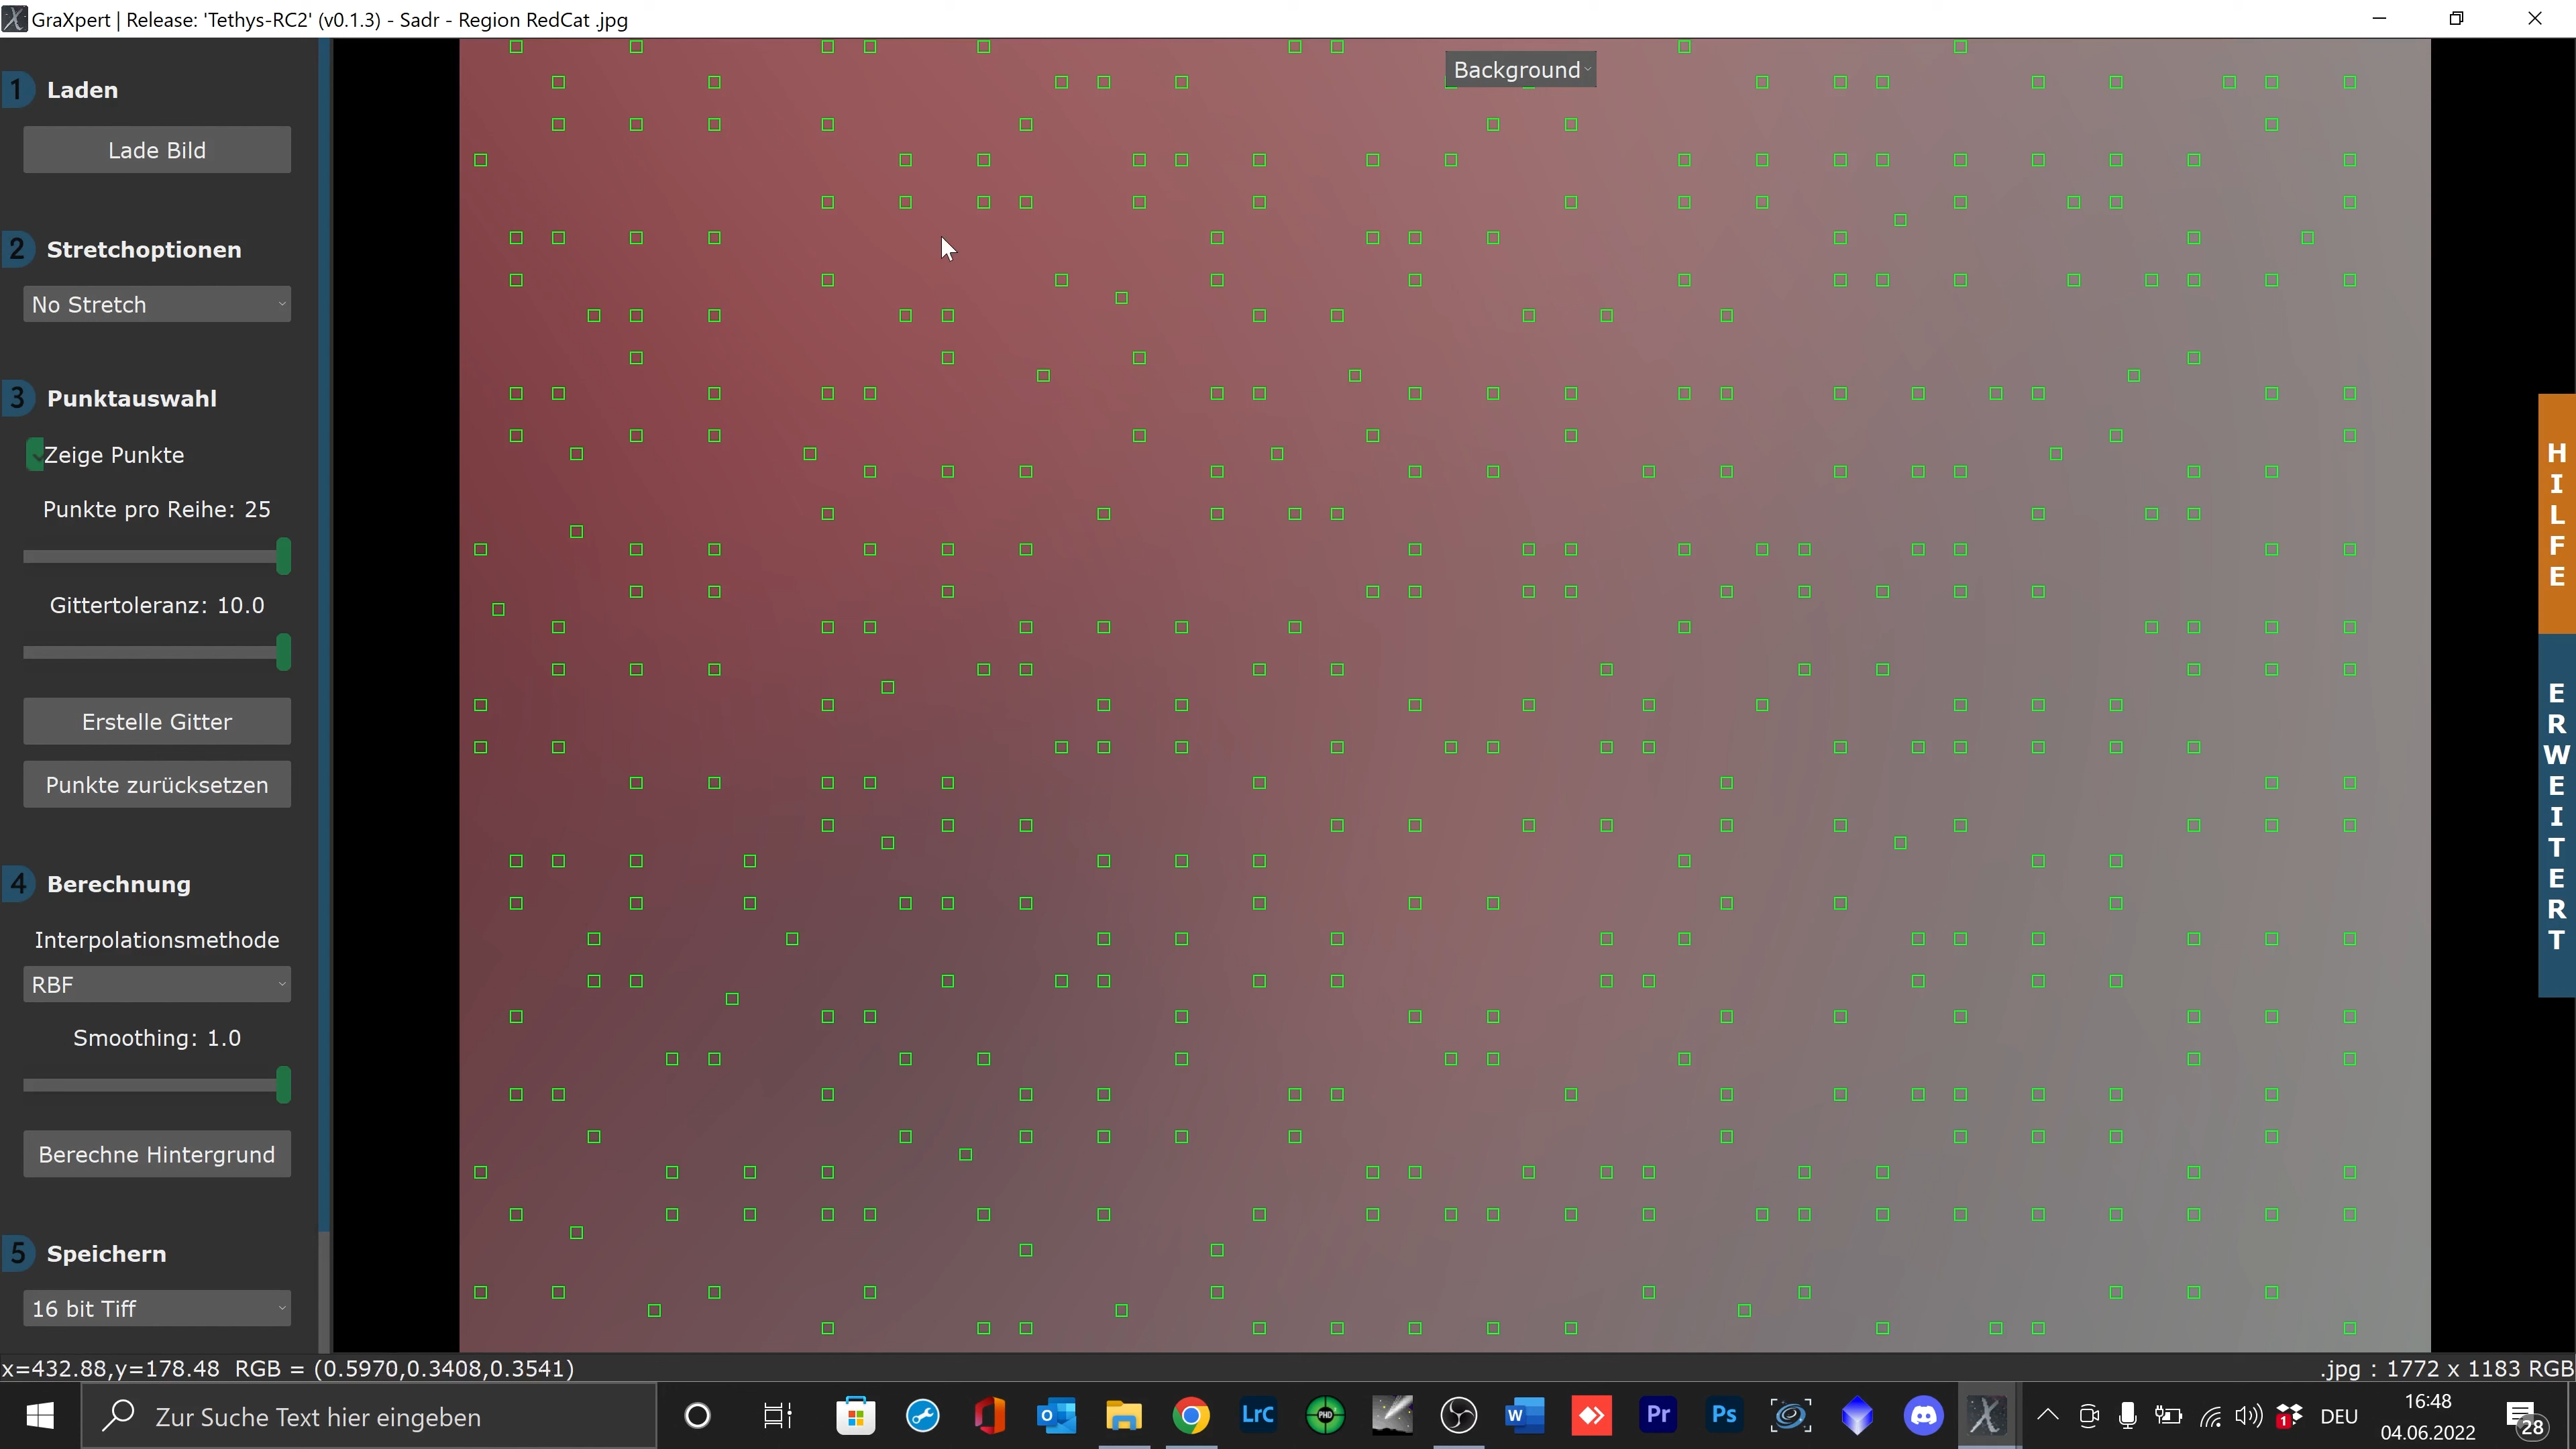 GraXpert | Release: 'Tethys-RC2' (v0.1.3) - Sadr - Region RedCat .jpg
Background
1 Laden
Lade Bild
2 Stretchoptionen
No Stretch
3 Punktauswahl
Zeige Punkte
Punkte pro Reihe: 25
Gittertoleranz: 10.0
Erstelle Gitter
Punkte zurücksetzen
4 Berechnung
Interpolationsmethode
RBF
Smoothing: 1.0
Berechne Hintergrund
5 Speichern
16 bit Tiff
HILFE
ERWEITERT
x=432.88,y=178.48 RGB = (0.5970,0.3408,0.3541)
.jpg : 1772 x 1183 RGB
Zur Suche Text hier eingeben
LrC
PHD
W
Pr
Ps
1
DEU
16:48
04.06.2022
28